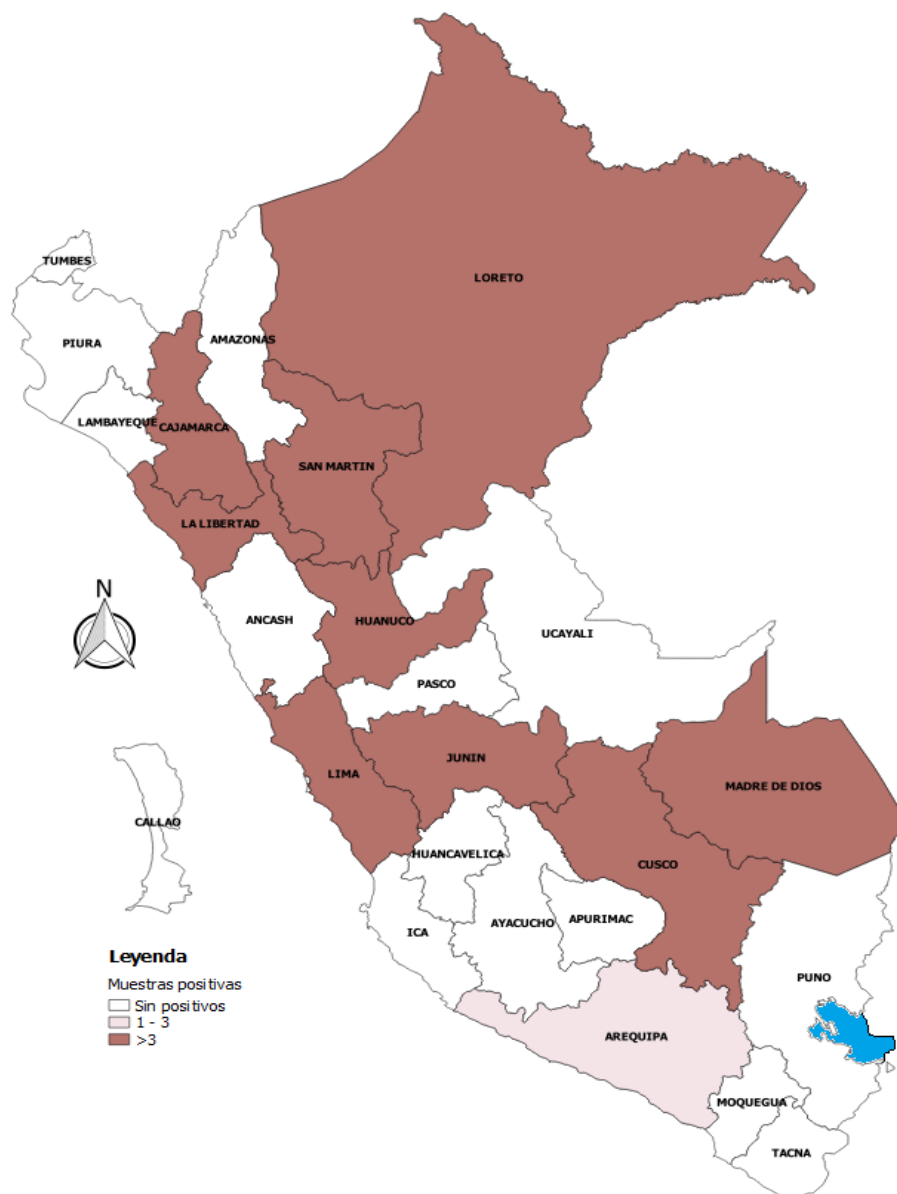 LORETO
TUMBES
AMAZONAS
PIURA
LAMBAYEQUE
CAJAMARCA
SAN MARTIN
LA LIBERTAD
N
ANCASH
HUANUCO
UCAYALI
PASCO
JUNIN
LIMA
MADRE DE DIOS
CALLAO
HUANCAVELICA
CUSCO
AYACUCHO
APURIMAC
ICA
PUNO
AREQUIPA
MOQUEGUA
TACNA
Leyenda
Muestras positivas
Sin positivos
1 - 3
>3